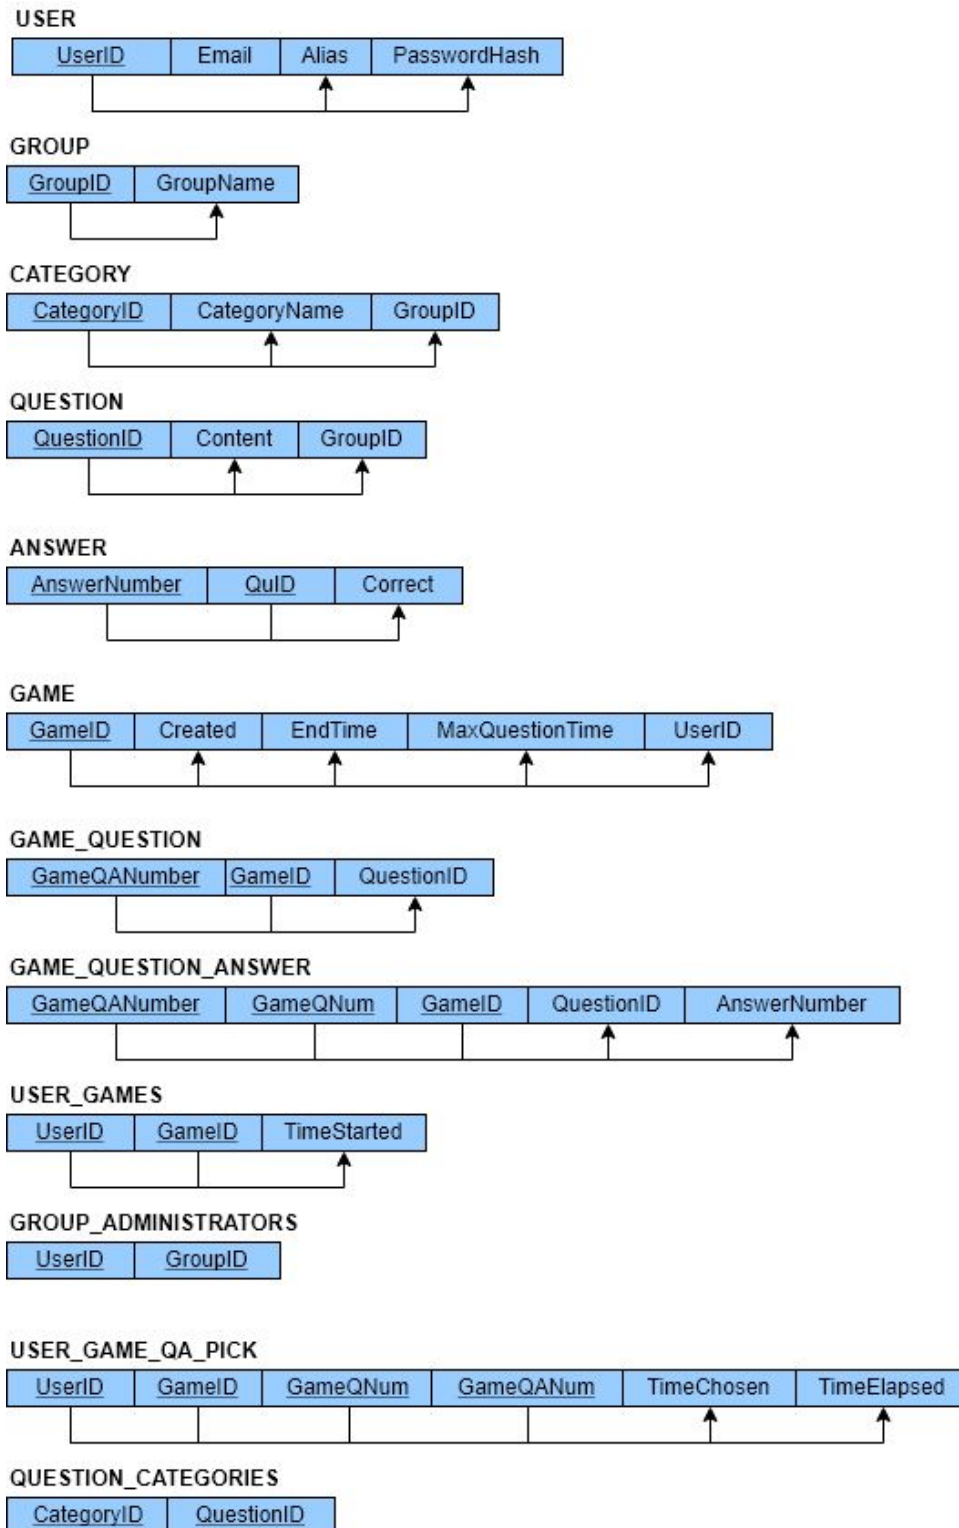 USER
UserID Email Alias PasswordHash
GROUP
GroupID GroupName
CATEGORY
CategoryID CategoryName GroupID
QUESTION
QuestionID Content GroupID
ANSWER
AnswerNumber QuID Correct
GAME
GameID Created EndTime MaxQuestionTime UserID
GAME_QUESTION
GameQANumber GameID QuestionID
GAME_QUESTION_ANSWER
GameQANumber GameQNum GameID QuestionID AnswerNumber
USER_GAMES
UserID GameID TimeStarted
GROUP_ADMINISTRATORS
UserID GroupID
USER_GAME_QA_PICK
UserID GameID GameQNum GameQANum TimeChosen TimeElapsed
QUESTION_CATEGORIES
CategoryID QuestionID